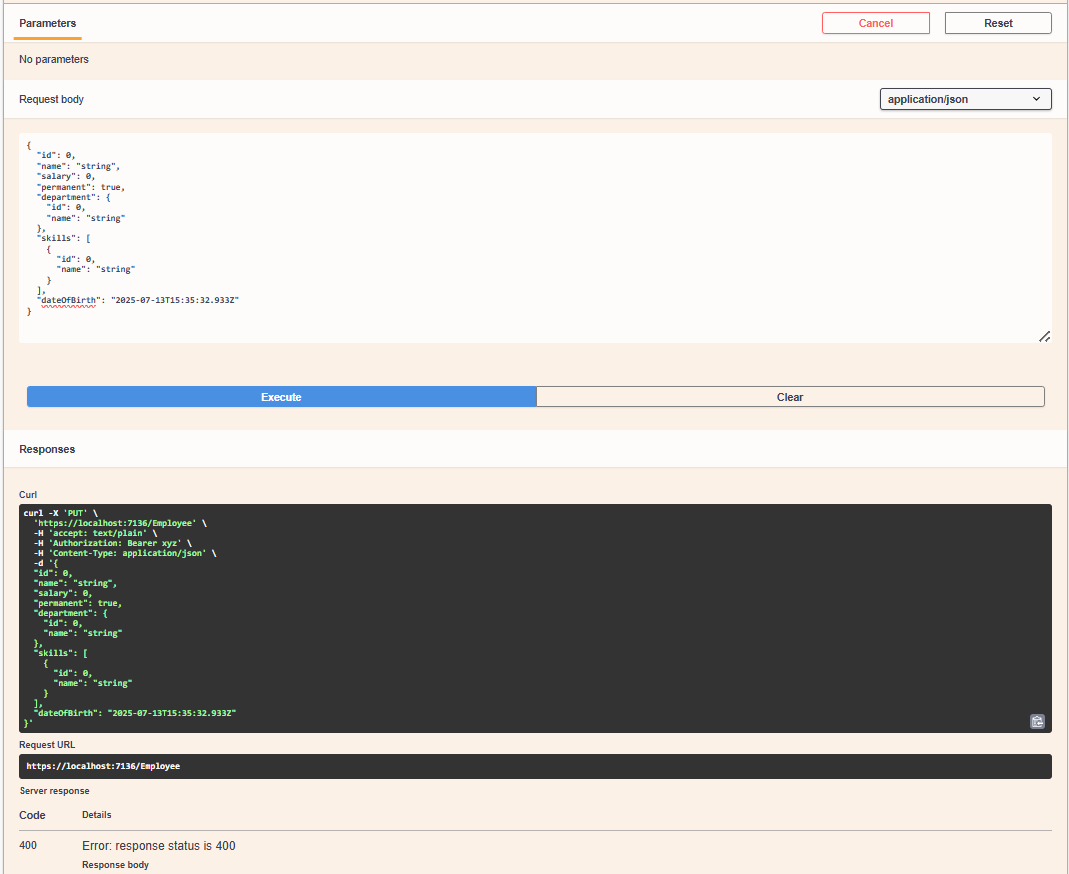 Parameters
Cancel
Reset
No parameters
Request body
application/json
{
  "id": 0,
  "name": "string",
  "salary": 0,
  "permanent": true,
  "department": {
    "id": 0,
    "name": "string"
  },
  "skills": [
    {
      "id": 0,
      "name": "string"
    }
  ],
  "dateOfBirth": "2025-07-13T15:35:32.933Z"
}
Execute
Clear
Responses
Curl
curl -X 'PUT' \
  'https://localhost:7136/Employee' \
  -H 'accept: text/plain' \
  -H 'Authorization: Bearer xyz' \
  -H 'Content-Type: application/json' \
  -d '{
  "id": 0,
  "name": "string",
  "salary": 0,
  "permanent": true,
  "department": {
    "id": 0,
    "name": "string"
  },
  "skills": [
    {
      "id": 0,
      "name": "string"
    }
  ],
  "dateOfBirth": "2025-07-13T15:35:32.933Z"
}'
Request URL
https://localhost:7136/Employee
Server response
Code
Details
400
Error: response status is 400
Response body